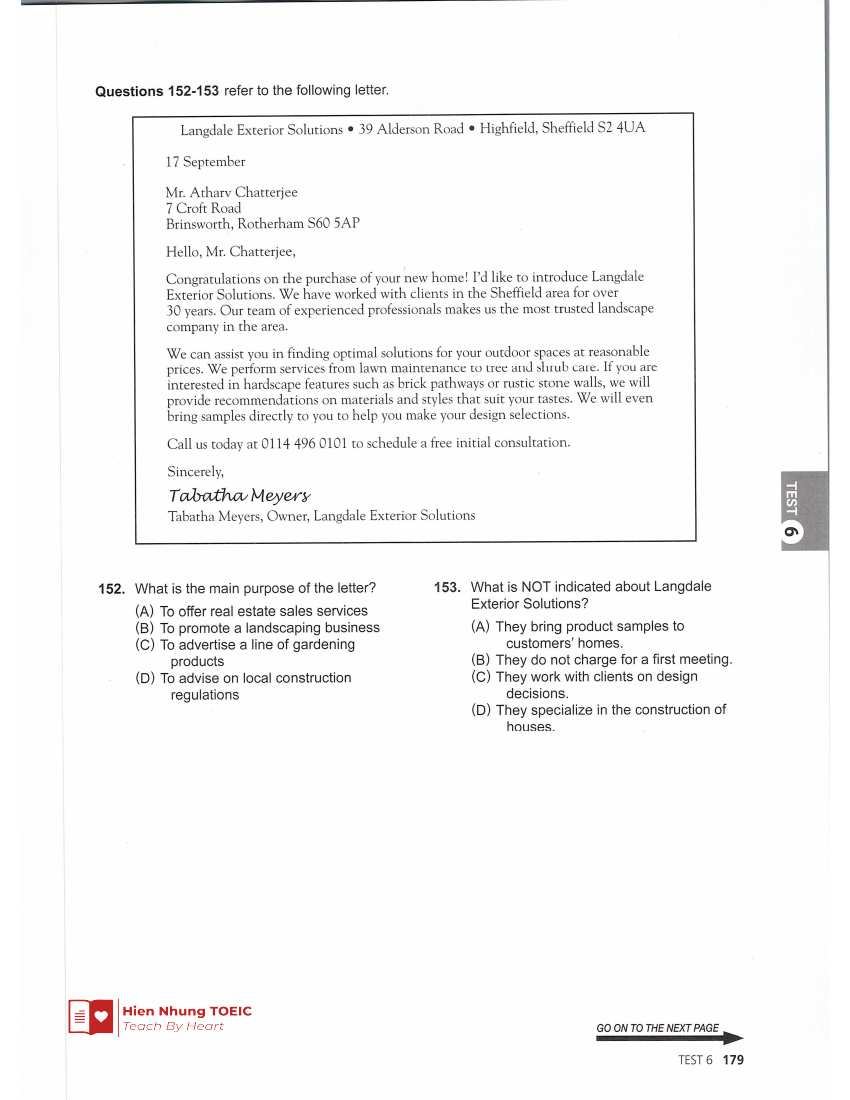 Questions 152-153 refer to the following letter.
Langdale Exterior Solutions • 39 Alderson Road • Highfield, Sheffield S2 4UA
17 September
Mr. Atharv Chatterjee
7 Croft Road
Brinsworth, Rotherham S60 5AP
Hello, Mr. Chatterjee,
Congratulations on the purchase of your new home! I'd like to introduce Langdale
Exterior Solutions. We have worked with clients in the Sheffield area for over
30 years. Our team of experienced professionals makes us the most trusted landscape
company in the area.
We can assist you in finding optimal solutions for your outdoor spaces at reasonable
prices. We perform services from lawn maintenance to tree and shrub care. If you are
interested in hardscape features such as brick pathways or rustic stone walls, we will
provide recommendations on materials and styles that suit your tastes. We will even
bring samples directly to you to help you make your design selections.
Call us today at 0114 496 0101 to schedule a free initial consultation.
Sincerely,
Tabatha Meyers
Tabatha Meyers, Owner, Langdale Exterior Solutions
TEST 6
152. What is the main purpose of the letter?
(A) To offer real estate sales services
(B) To promote a landscaping business
(C) To advertise a line of gardening
products
(D) To advise on local construction
regulations
153. What is NOT indicated about Langdale
Exterior Solutions?
(A) They bring product samples to
customers' homes.
(B) They do not charge for a first meeting.
(C) They work with clients on design
decisions.
(D) They specialize in the construction of
houses.
Hien Nhung TOEIC
Teach By Heart
GO ON TO THE NEXT PAGE
TEST 6 179